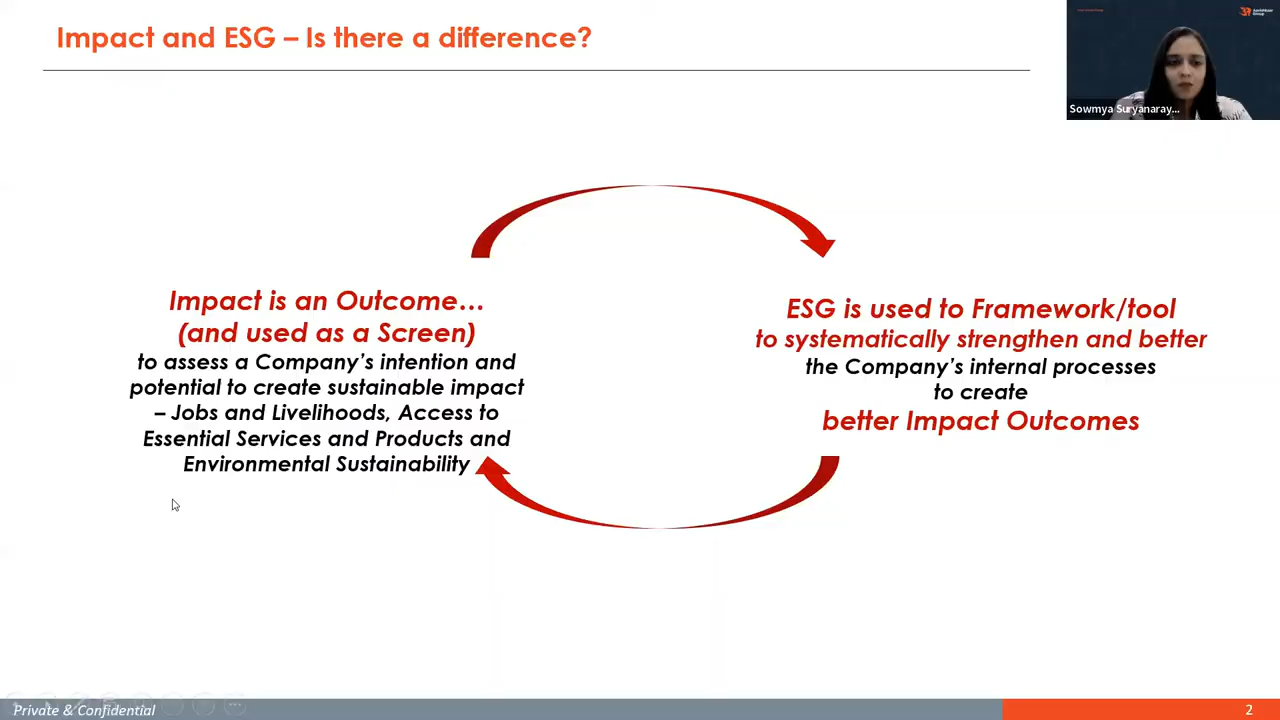 Impact and ESG – Is there a difference?
Aavishkaar
Group
Sowmya Suryanaray...
Impact is an Outcome…
(and used as a Screen)
to assess a Company’s intention and
potential to create sustainable impact
– Jobs and Livelihoods, Access to
Essential Services and Products and
Environmental Sustainability
ESG is used to Framework/tool
to systematically strengthen and better
the Company’s internal processes
to create
better Impact Outcomes
Private & Confidential
2